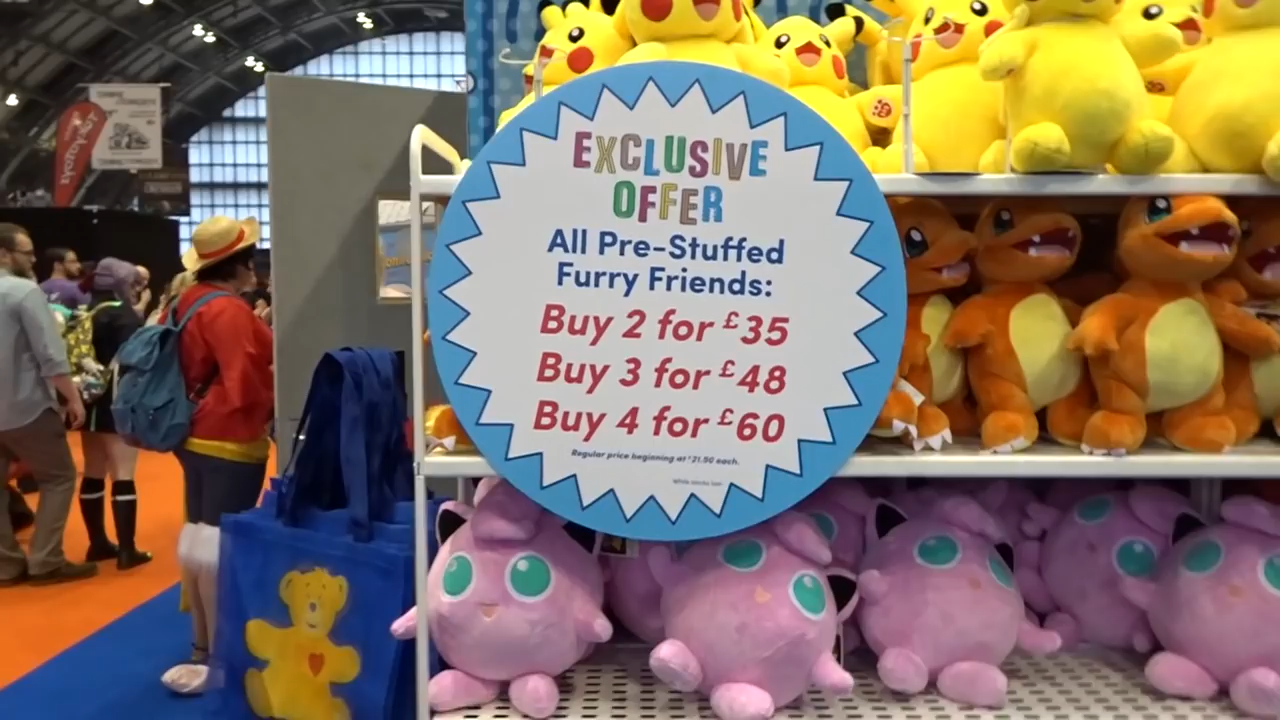 EXCLUSIVE
OFFER
All Pre-Stuffed
Furry Friends:
Buy 2 for £35
Buy 3 for £48
Buy 4 for £60
Regular price beginning at £21.50 each.
While stocks last